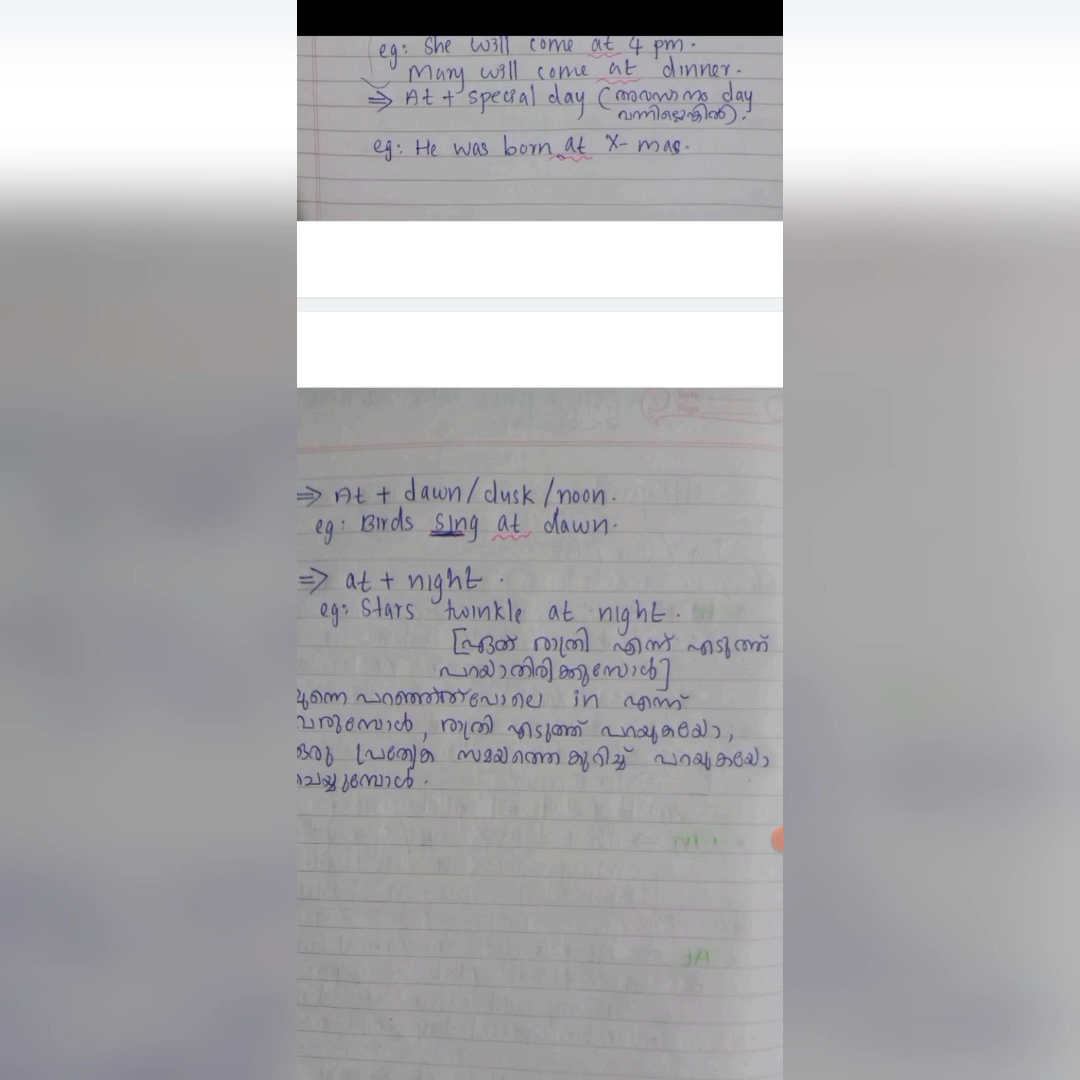 eg: She will come at 4 pm.
Mary will come at dinner.
⇒ At + special day (അവസാനം day
വന്നില്ലെങ്കിൽ).
eg: He was born at X-mas.
⇒ At + dawn/dusk/noon.
eg: Birds sing at dawn.
⇒ at + night.
eg: Stars twinkle at night.
[ഏത് രാത്രി എന്ന് എടുത്ത്
പറയാതിരിക്കുമ്പോൾ]
മുന്നെ പറഞ്ഞത്പോലെ in എന്ന്
വരുമ്പോൾ, രാത്രി എടുത്ത് പറയുകയോ,
ഒരു പ്രത്യേക സമയത്തെ കുറിച്ച് പറയുകയോ
ചെയ്യുമ്പോൾ.